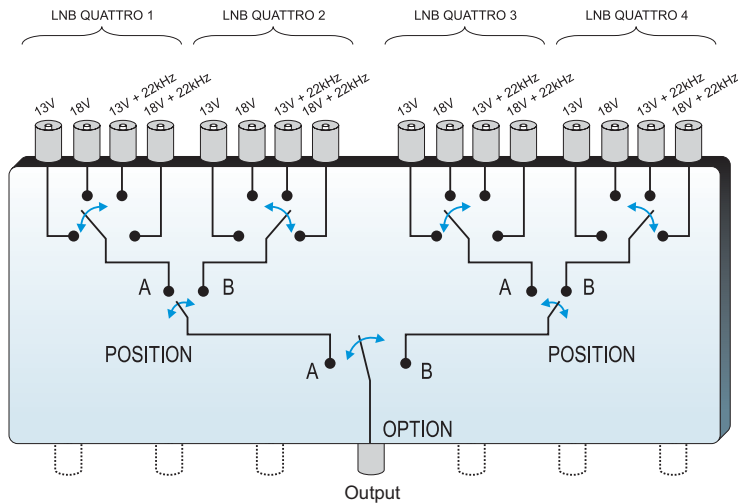 LNB QUATTRO 1 LNB QUATTRO 2 LNB QUATTRO 3 LNB QUATTRO 4
13V 18V 13V + 22kHz 18V + 22kHz 13V 18V 13V + 22kHz 18V + 22kHz 13V 18V 13V + 22kHz 18V + 22kHz 13V 18V 13V + 22kHz 18V + 22kHz
A B A B
POSITION POSITION
A B
OPTION
Output